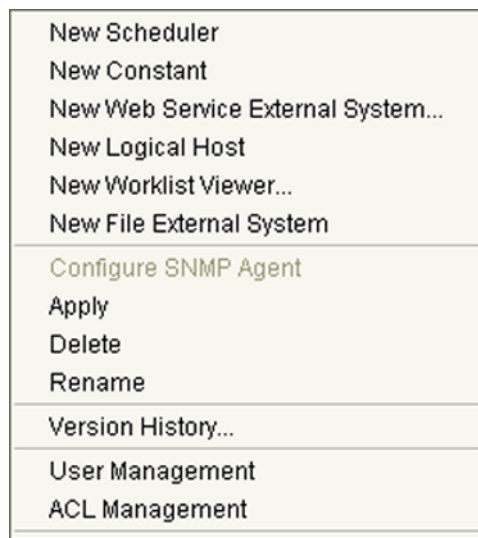 New Scheduler
New Constant
New Web Service External System...
New Logical Host
New Worklist Viewer...
New File External System
Configure SNMP Agent
Apply
Delete
Rename
Version History...
User Management
ACL Management